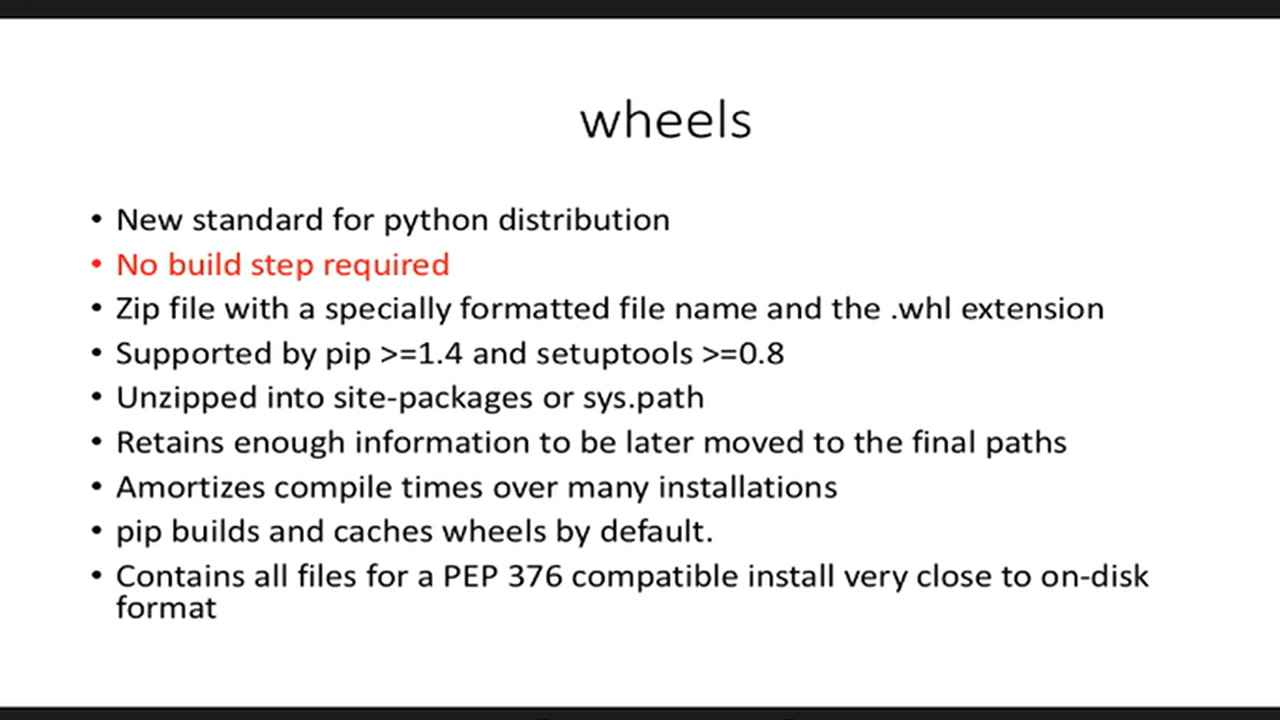 wheels
• New standard for python distribution
• No build step required
• Zip file with a specially formatted file name and the .whl extension
• Supported by pip >=1.4 and setuptools >=0.8
• Unzipped into site-packages or sys.path
• Retains enough information to be later moved to the final paths
• Amortizes compile times over many installations
• pip builds and caches wheels by default.
• Contains all files for a PEP 376 compatible install very close to on-disk
format